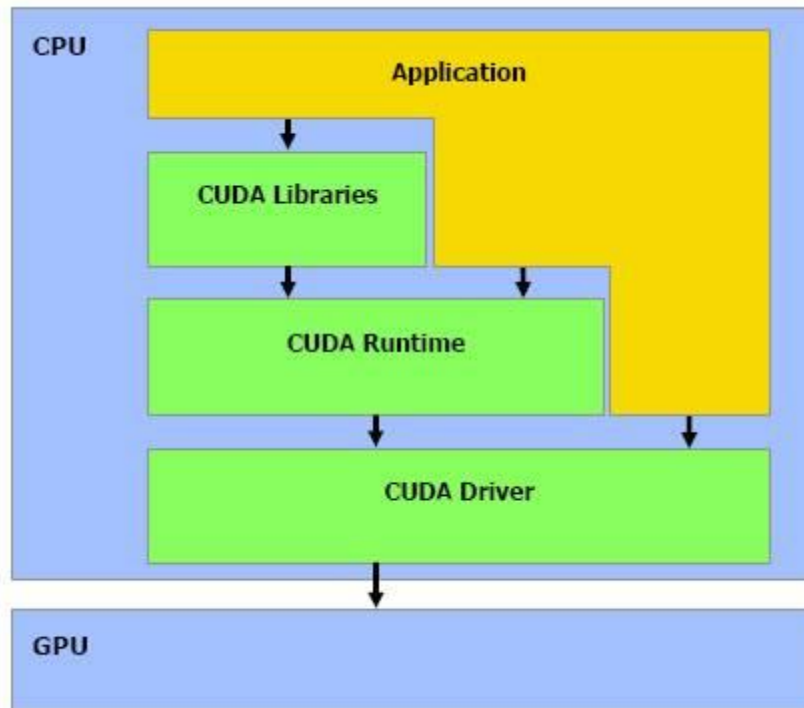 CPU
Application
CUDA Libraries
CUDA Runtime
CUDA Driver
GPU